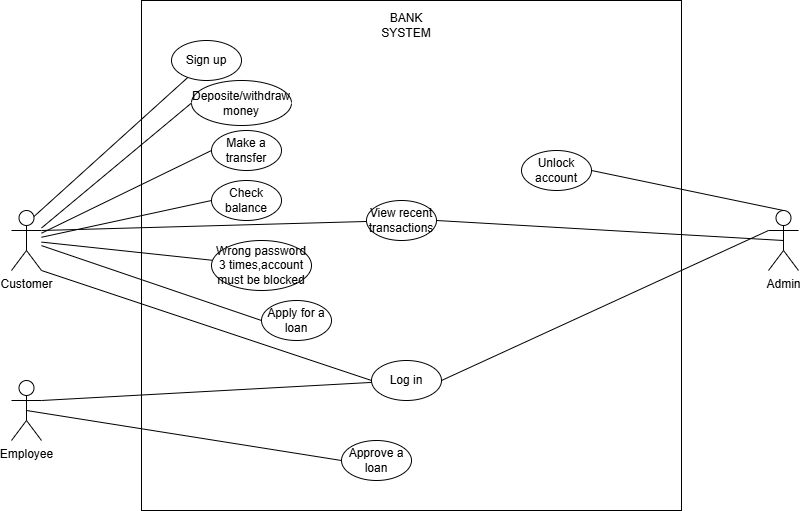 BANK
SYSTEM
Sign up
Deposite/withdraw
money
Make a
transfer
Unlock
account
Check
balance
View recent
transactions
Wrong password
3 times,account
must be blocked
Customer
Admin
Apply for a
loan
Log in
Employee
Approve a
loan